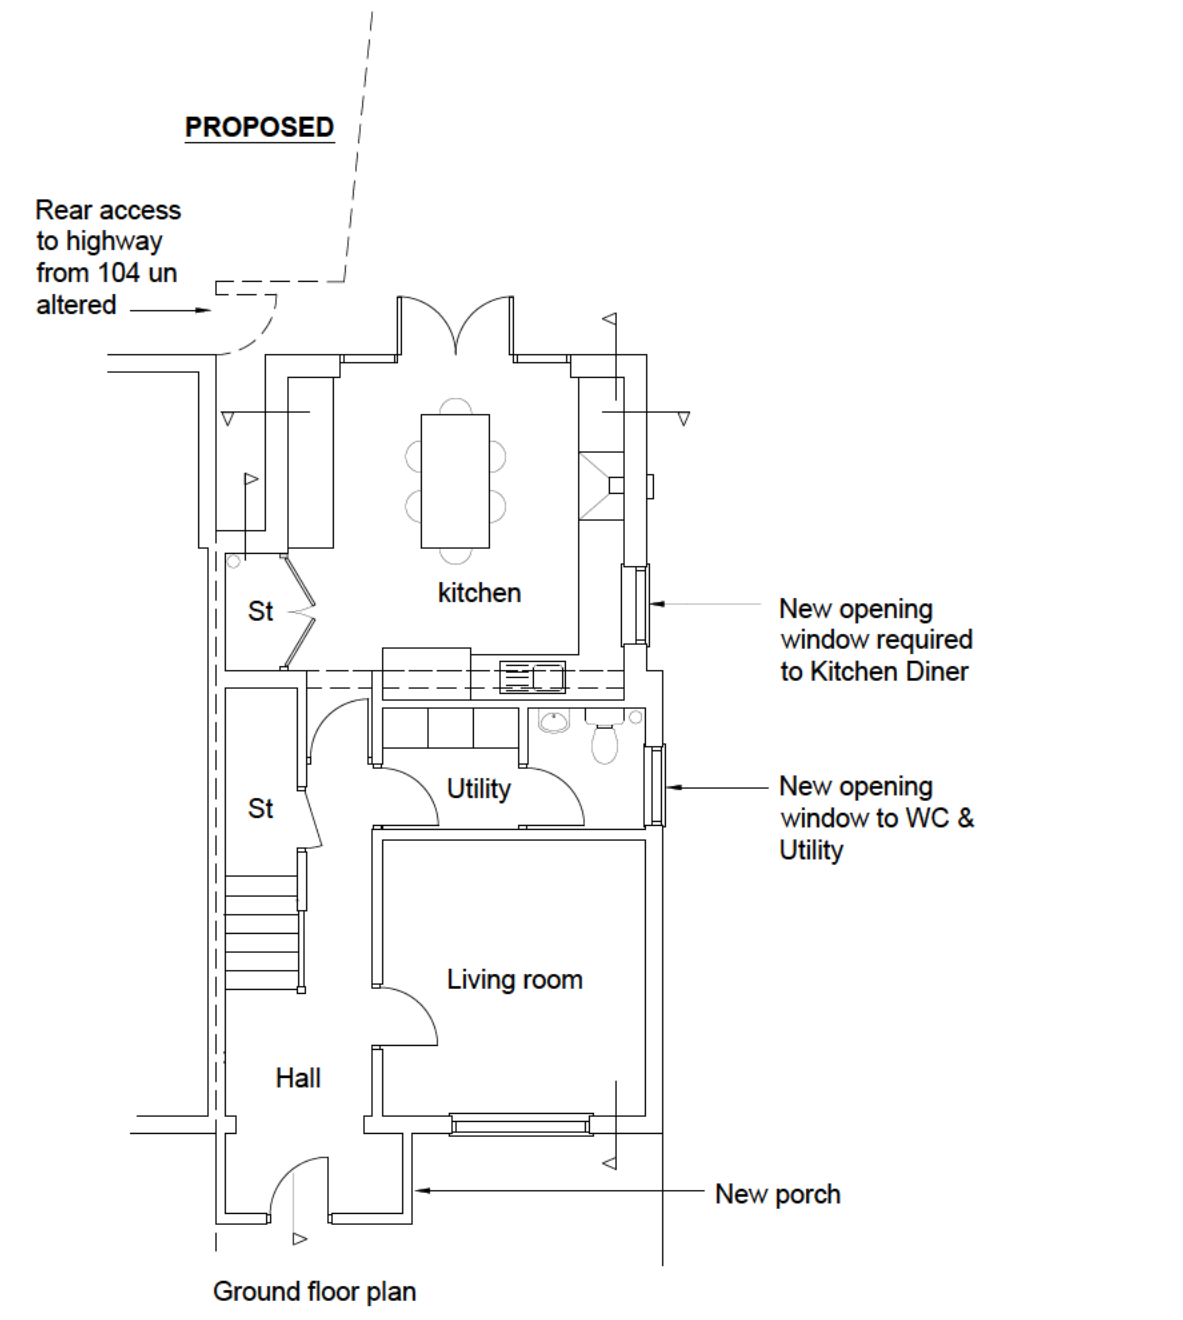 PROPOSED
Rear access
to highway
from 104 un
altered
kitchen
St
New opening
window required
to Kitchen Diner
Utility
St
New opening
window to WC &
Utility
Living room
Hall
New porch
Ground floor plan